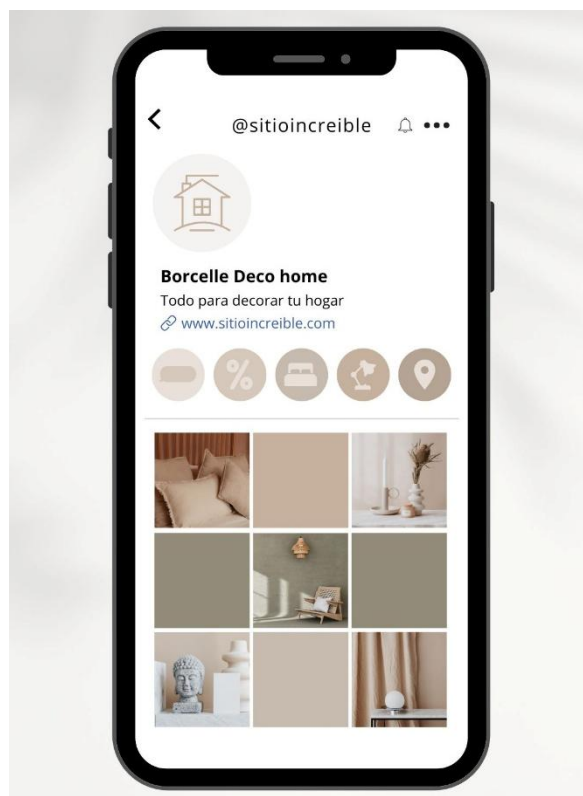 @sitioincreible
Borcelle Deco home
Todo para decorar tu hogar
www.sitioincreible.com
%